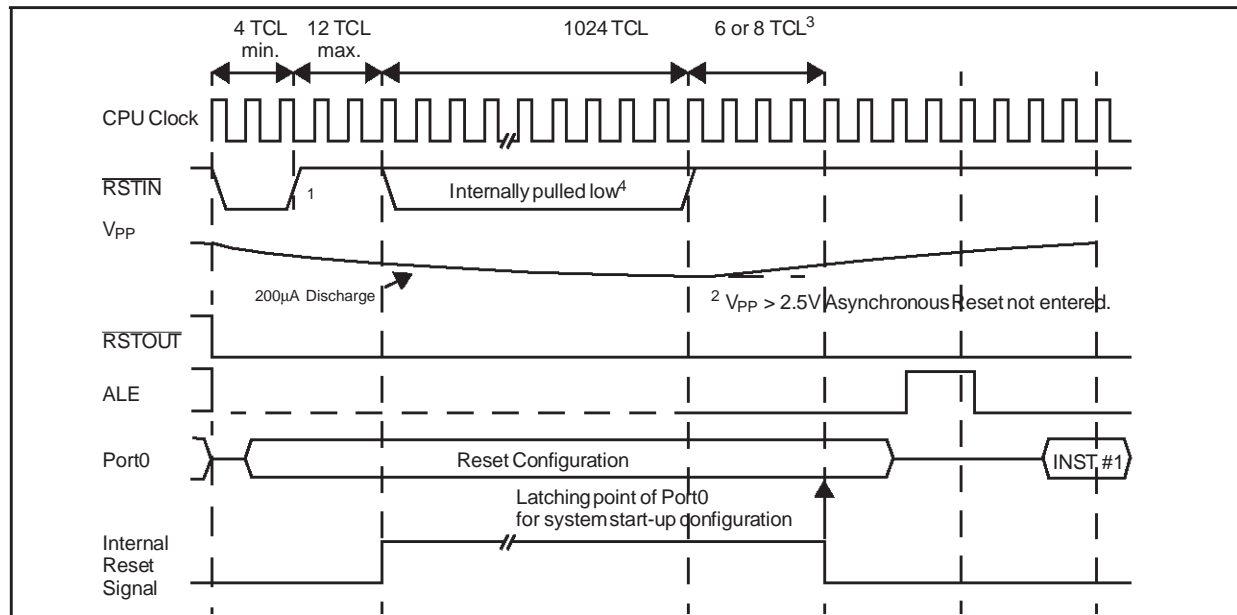 4 TCL 12 TCL 1024 TCL 6 or 8 TCL3
min. max.
CPU Clock
RSTIN
1
Internally pulled low4
VPP
200µA Discharge
2 VPP > 2.5V Asynchronous Reset not entered.
RSTOUT
ALE
Port0
Reset Configuration
INST #1
Latching point of Port0
for system start-up configuration
Internal
Reset
Signal